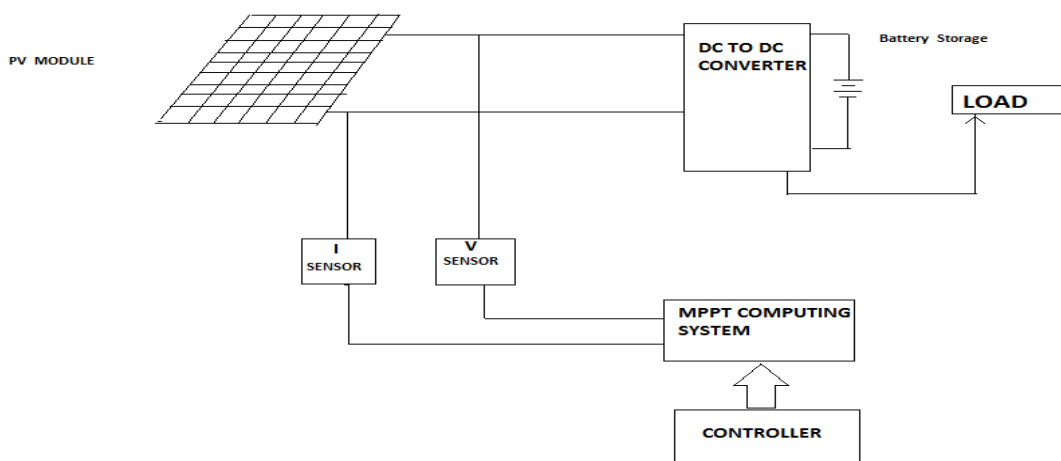 PV MODULE
DC TO DC
CONVERTER
Battery Storage
LOAD
I
SENSOR
V
SENSOR
MPPT COMPUTING
SYSTEM
CONTROLLER